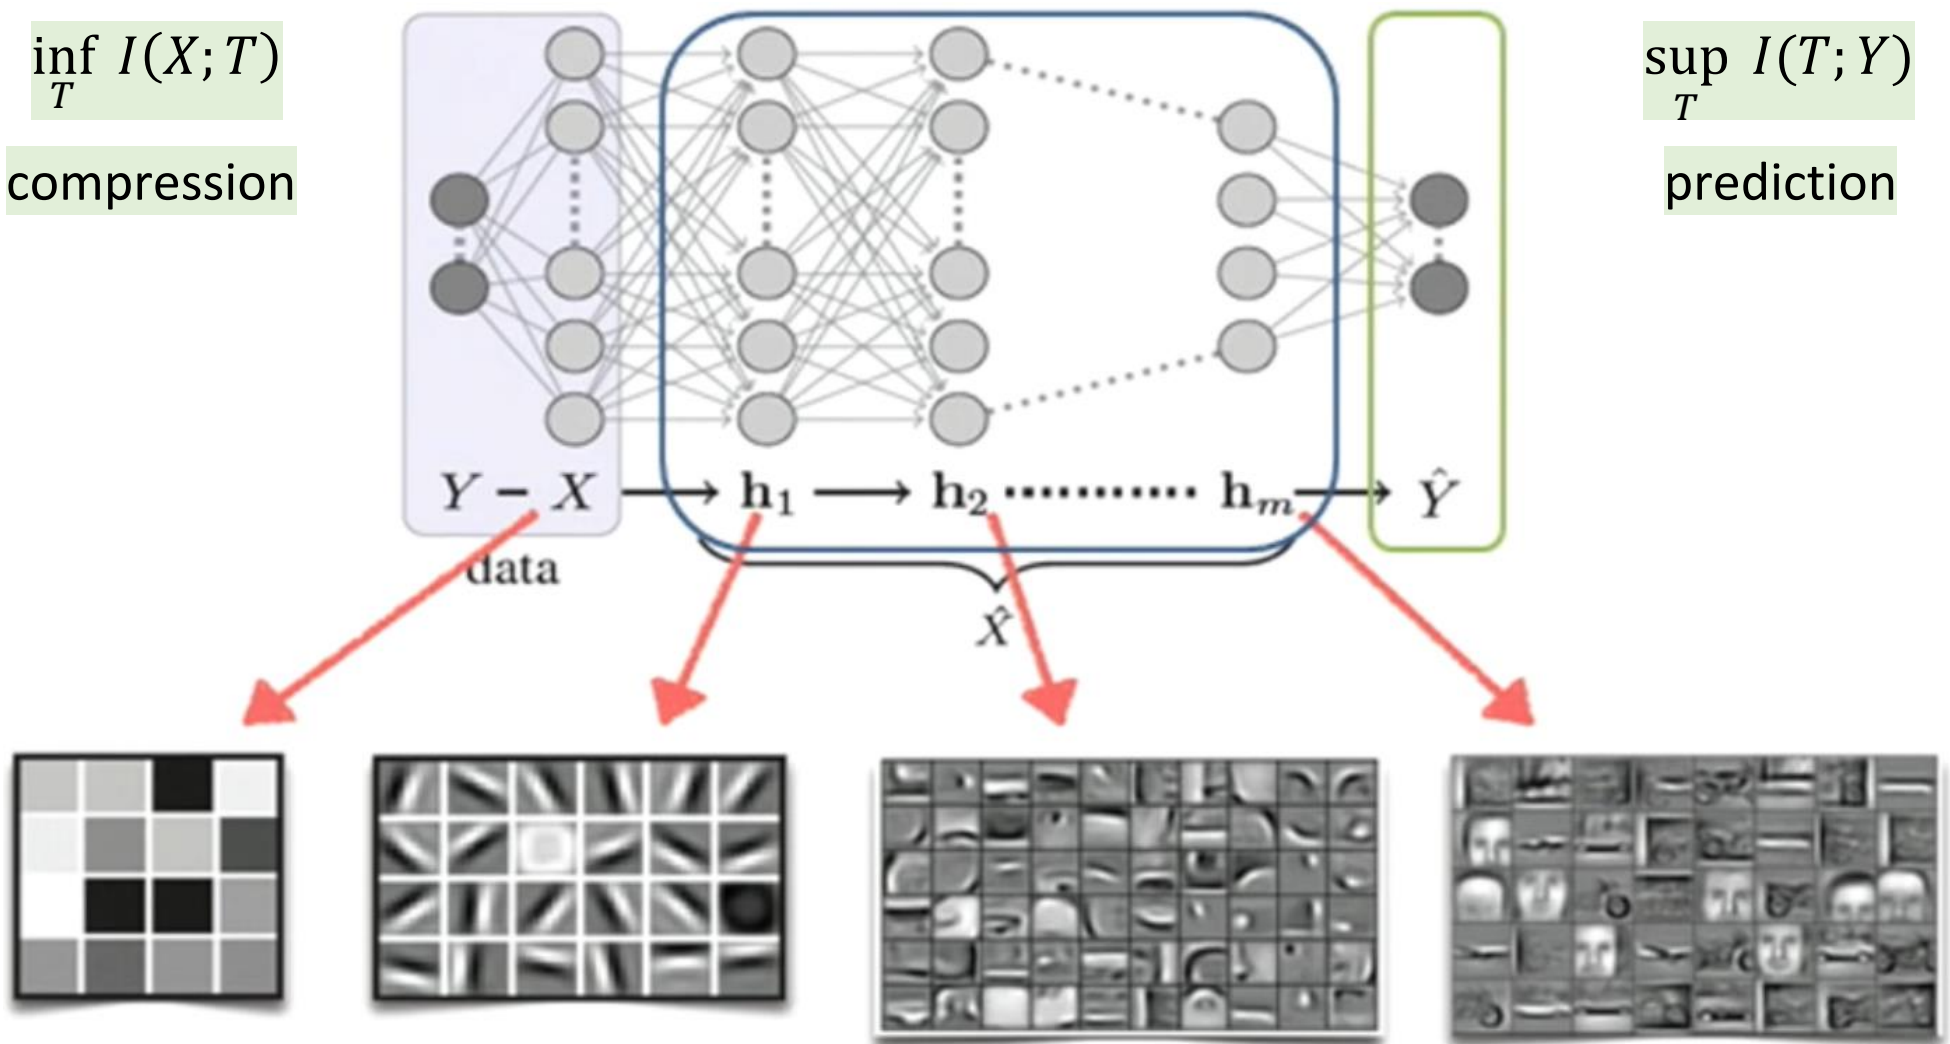 inf I(X; T)
T
compression
sup I(T; Y)
T
prediction
Y − X → h₁ → h₂ ⋯ hₘ → Ŷ
data
X̂